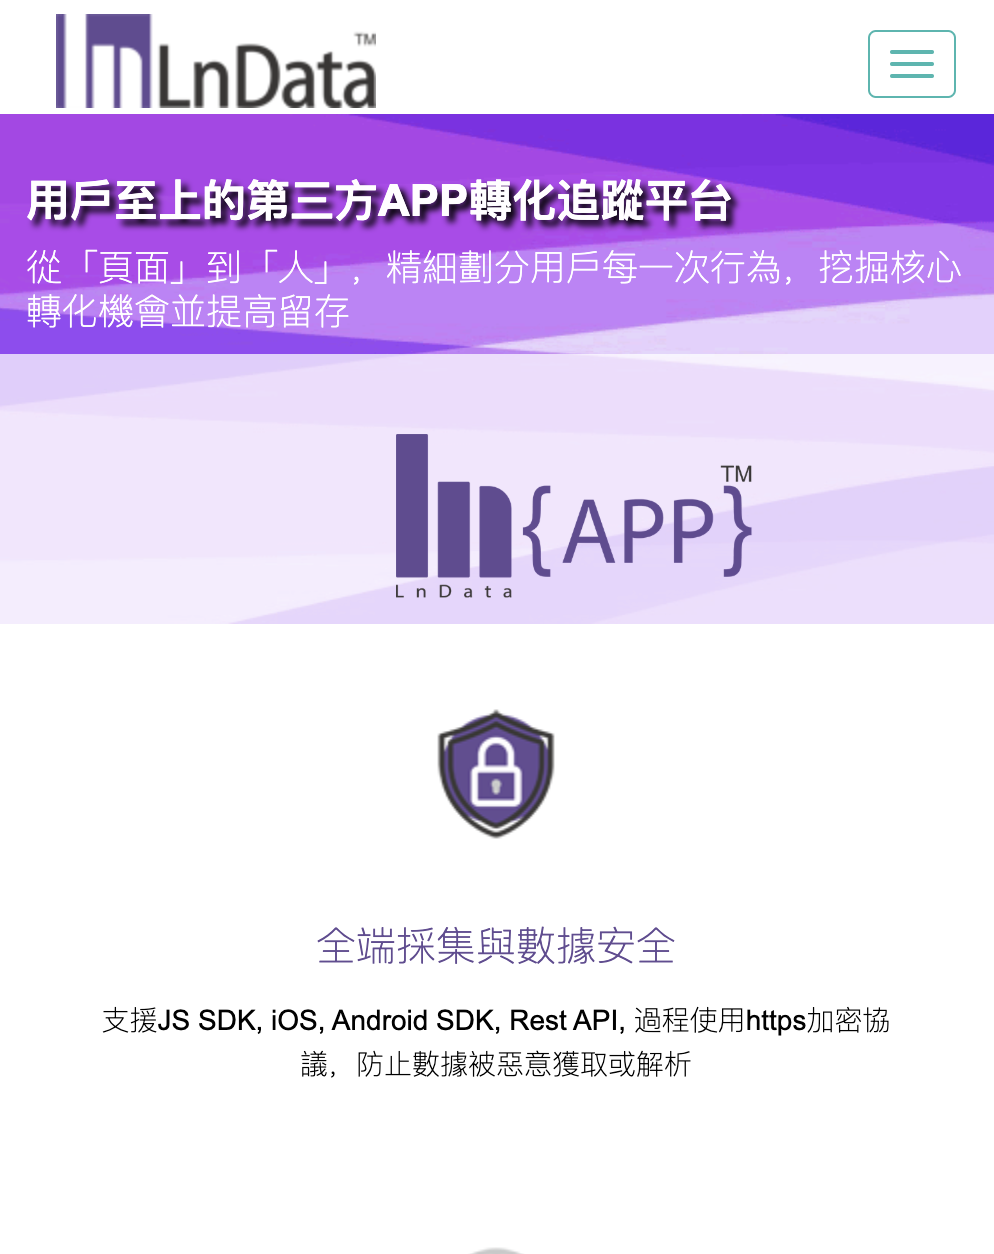 LnData™
用戶至上的第三方APP轉化追蹤平台
從「頁面」到「人」，精細劃分用戶每一次行為，挖掘核心
轉化機會並提高留存
{APP}™
LnData
全端採集與數據安全
支援JS SDK, iOS, Android SDK, Rest API, 過程使用https加密協
議，防止數據被惡意獲取或解析